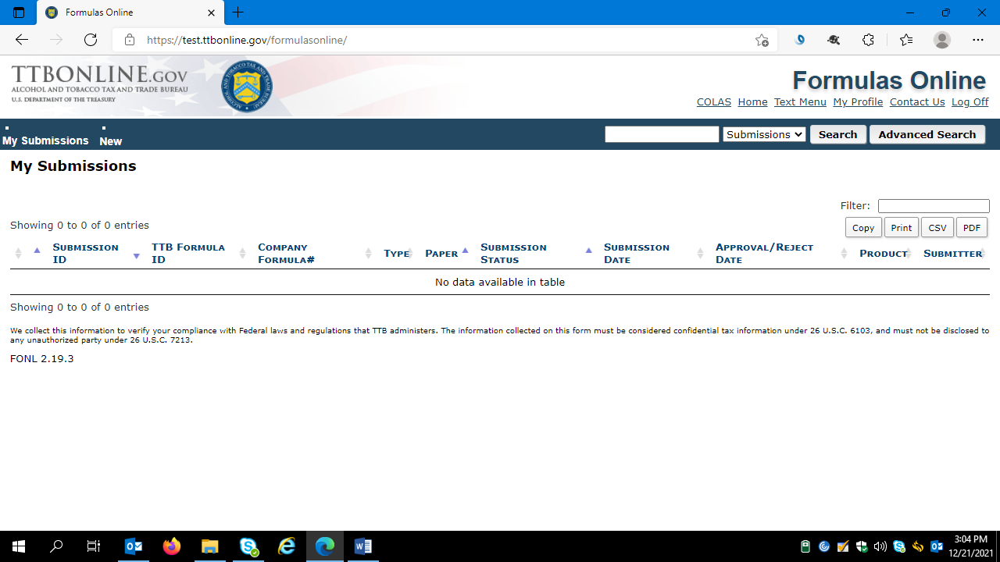 Formulas Online
https://test.ttbonline.gov/formulasonline/
TTBONLINE.GOV
ALCOHOL AND TOBACCO TAX AND TRADE BUREAU
U.S. DEPARTMENT OF THE TREASURY
Formulas Online
COLAS Home Text Menu My Profile Contact Us Log Off
My Submissions New
Submissions Search Advanced Search
My Submissions
Filter:
Showing 0 to 0 of 0 entries
Copy Print CSV PDF
Submission ID TTB Formula ID Company Formula# Type Paper Submission Status Submission Date Approval/Reject Date Product Submitter
No data available in table
Showing 0 to 0 of 0 entries
We collect this information to verify your compliance with Federal laws and regulations that TTB administers. The information collected on this form must be considered confidential tax information under 26 U.S.C. 6103, and must not be disclosed to
any unauthorized party under 26 U.S.C. 7213.
FONL 2.19.3
3:04 PM
12/21/2021